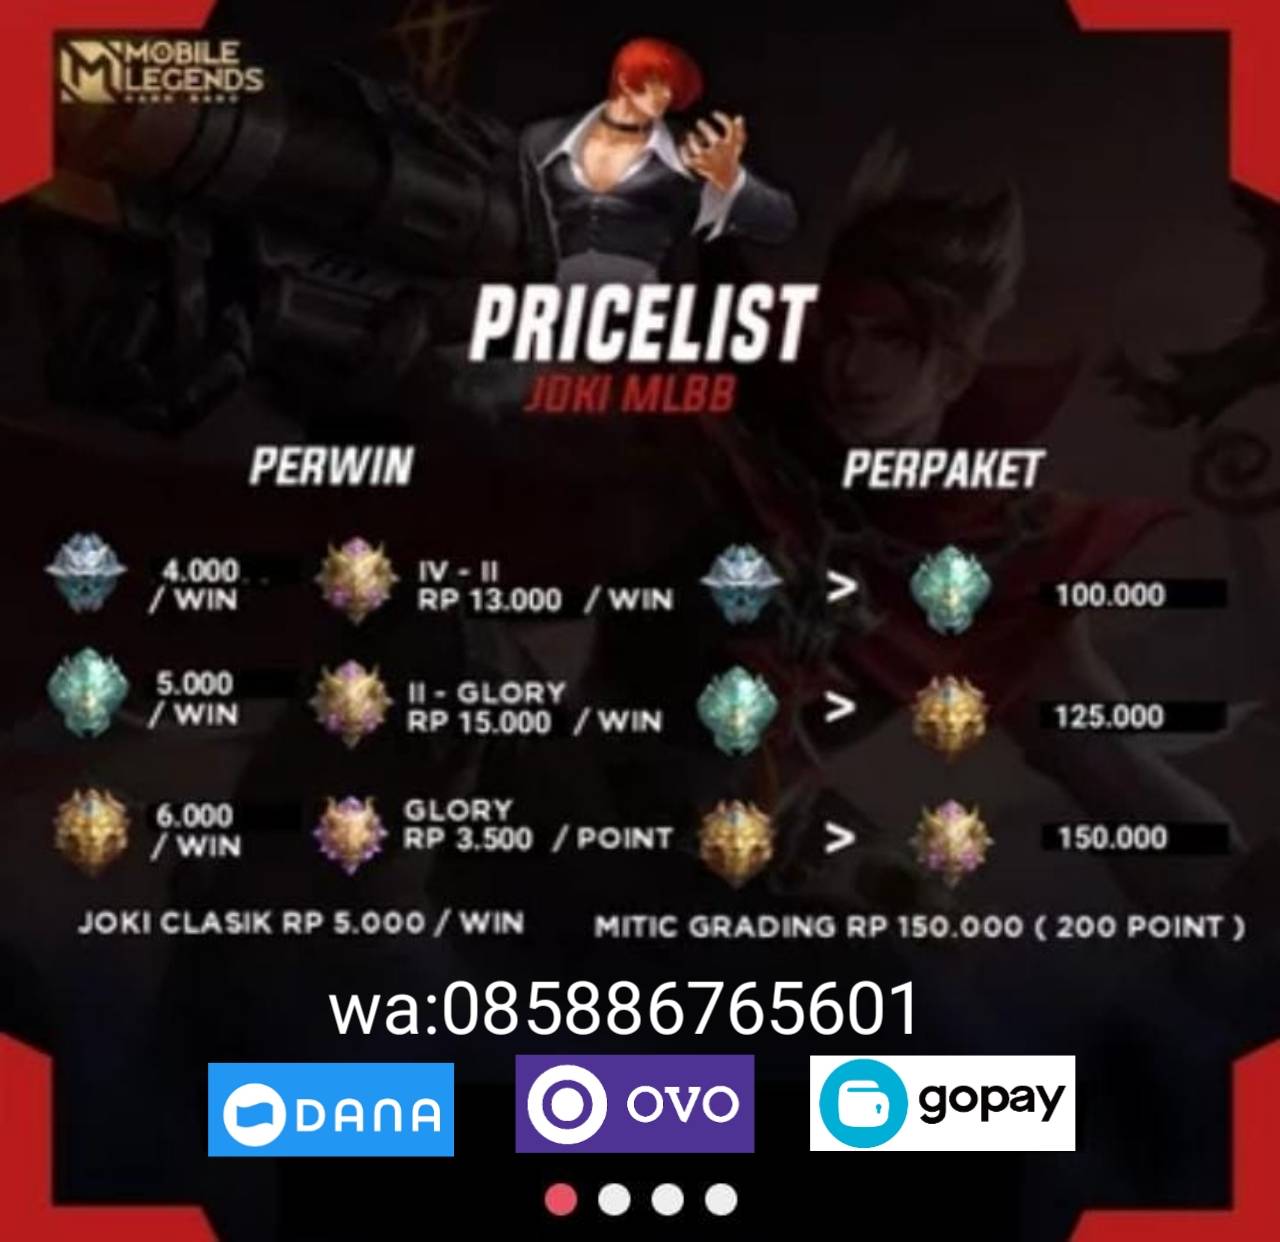 MOBILE
LEGENDS
PRICELIST
JOKI MLBB
PERWIN
4.000
/ WIN
IV - II
RP 13.000 / WIN
5.000
/ WIN
II - GLORY
RP 15.000 / WIN
6.000
/ WIN
GLORY
RP 3.500 / POINT
PERPAKET
> 100.000
> 125.000
> 150.000
JOKI CLASIK RP 5.000 / WIN
MITIC GRADING RP 150.000 ( 200 POINT )
wa:085886765601
DANA
OVO
gopay